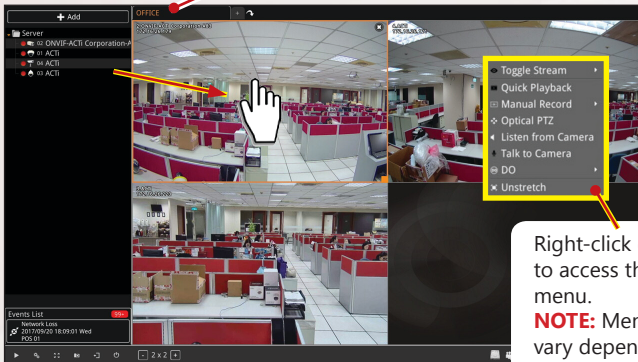 + Add
OFFICE
+
Server
02 ONVIF-ACTi Corporation-A
01 ACTi
04 ACTi
03 ACTi
Toggle Stream
Quick Playback
Manual Record
Optical PTZ
Listen from Camera
Talk to Camera
DO
Unstretch
Right-click
to access th
menu.
NOTE: Men
vary depen
Events List 99+
Network Loss
2017/09/20 18:09:01 Wed
POS 01
- 2 x 2 +